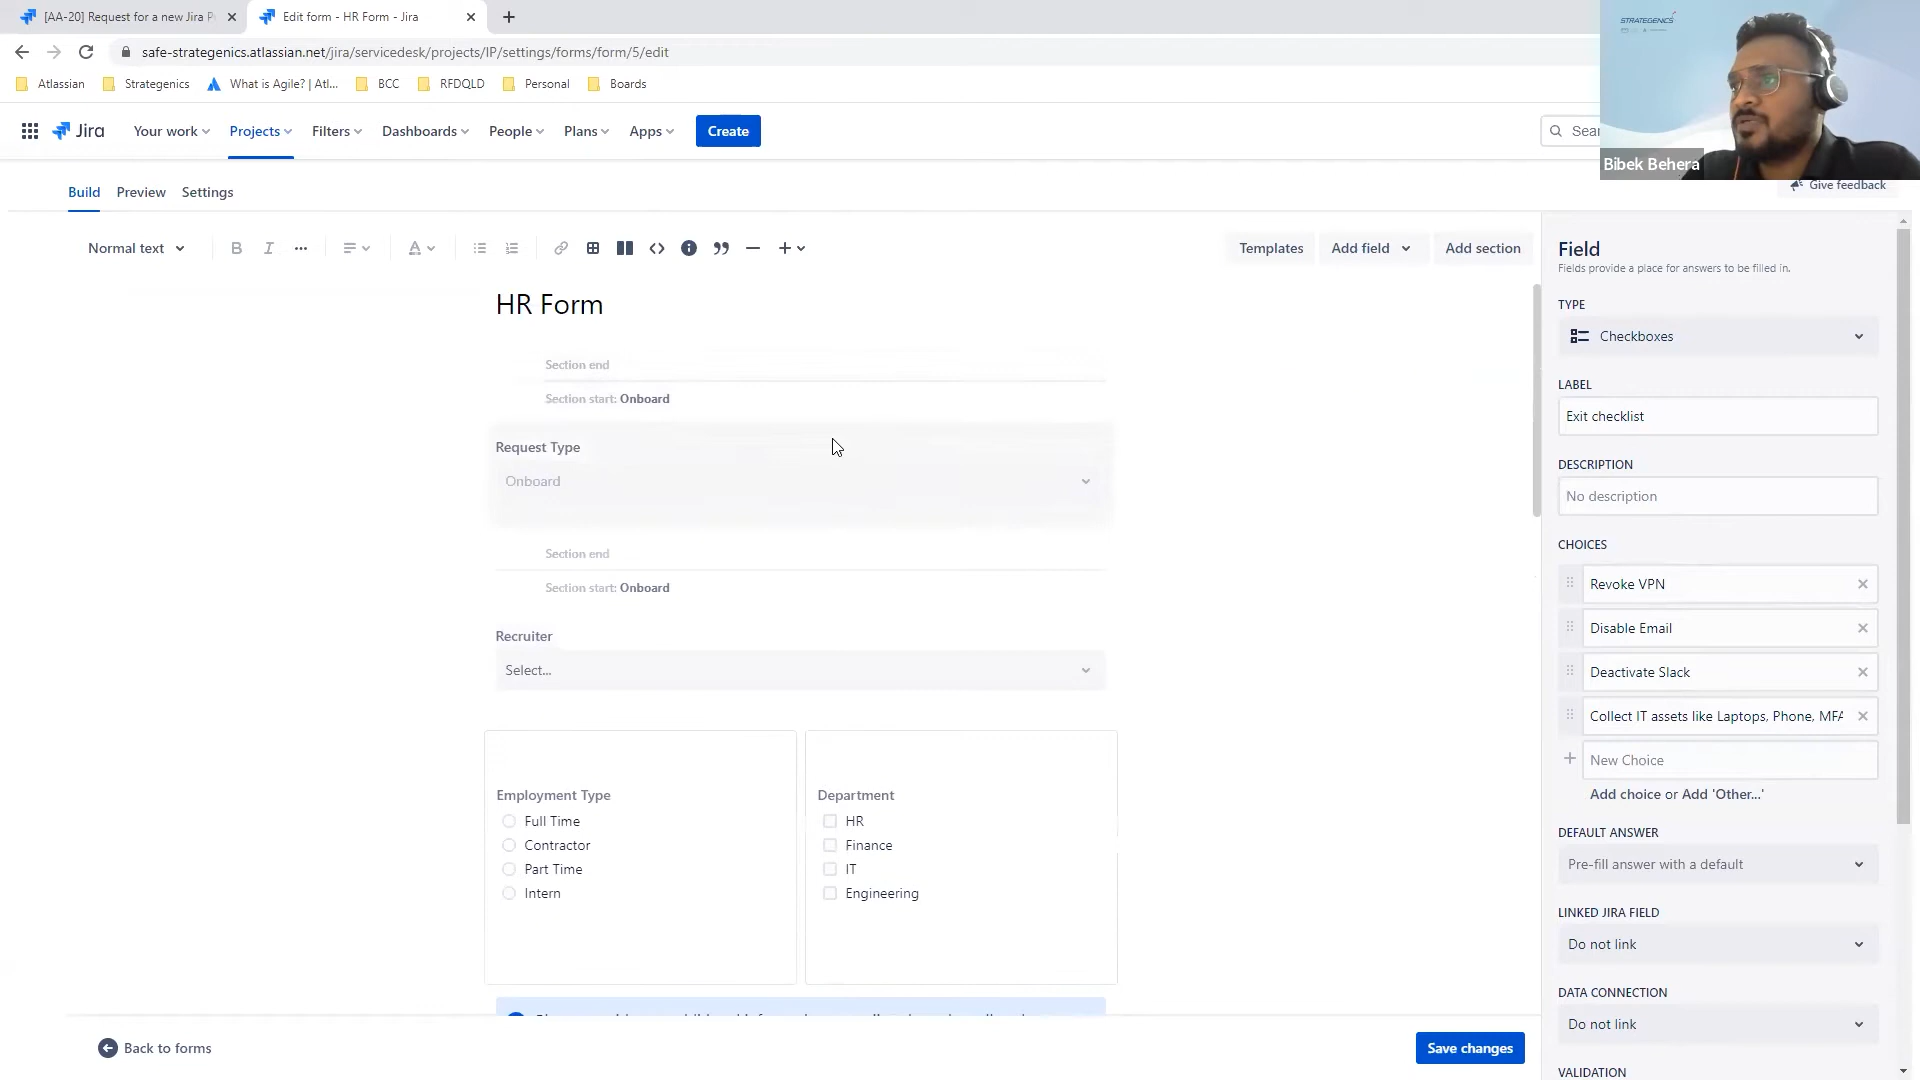 [AA-20] Request for a new Jira P
Edit form - HR Form - Jira
safe-strategenics.atlassian.net/jira/servicedesk/projects/IP/settings/forms/form/5/edit
Atlassian
Strategenics
What is Agile? | Atl...
BCC
RFDQLD
Personal
Boards
STRATEGENICS
Bibek Behera
Jira
Your work
Projects
Filters
Dashboards
People
Plans
Apps
Create
Sear
Build
Preview
Settings
Give feedback
Normal text
B
I
A
Templates
Add field
Add section
HR Form
Section end
Section start: Onboard
Request Type
Onboard
Section end
Section start: Onboard
Recruiter
Select...
Employment Type
Full Time
Contractor
Part Time
Intern
Department
HR
Finance
IT
Engineering
Back to forms
Save changes
Field
Fields provide a place for answers to be filled in.
TYPE
Checkboxes
LABEL
Exit checklist
DESCRIPTION
No description
CHOICES
Revoke VPN
Disable Email
Deactivate Slack
Collect IT assets like Laptops, Phone, MFA
New Choice
Add choice or Add 'Other...'
DEFAULT ANSWER
Pre-fill answer with a default
LINKED JIRA FIELD
Do not link
DATA CONNECTION
Do not link
VALIDATION